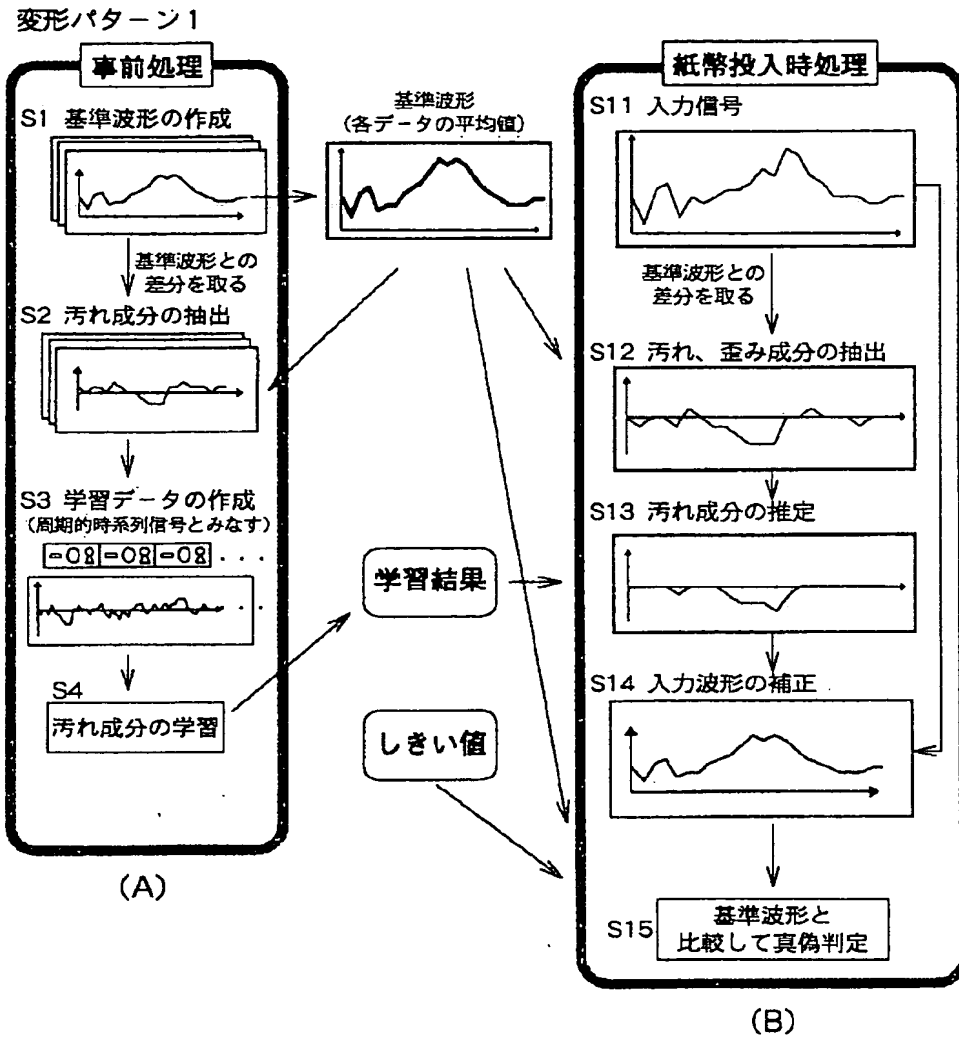 変形パターン1
事前処理
S1 基準波形の作成
基準波形との
差分を取る
S2 汚れ成分の抽出
S3 学習データの作成
(周期的時系列信号とみなす)
S4
汚れ成分の学習
(A)
基準波形
(各データの平均値)
学習結果
しきい値
紙幣投入時処理
S11 入力信号
基準波形との
差分を取る
S12 汚れ、歪み成分の抽出
S13 汚れ成分の推定
S14 入力波形の補正
S15
基準波形と
比較して真偽判定
(B)